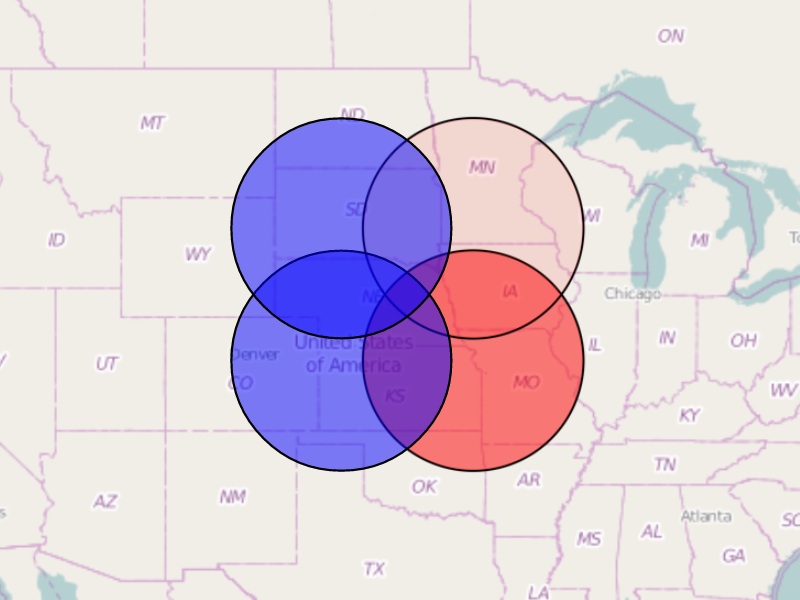 ON
MT
ND
MN
SD
WI
ID
WY
MI
To
NE
IA
Chicago
United States
of America
Denver
UT
CO
IL
IN
OH
KS
MO
WV
KY
AZ
NM
OK
AR
TN
s
MS
AL
Atlanta
SC
GA
TX
LA